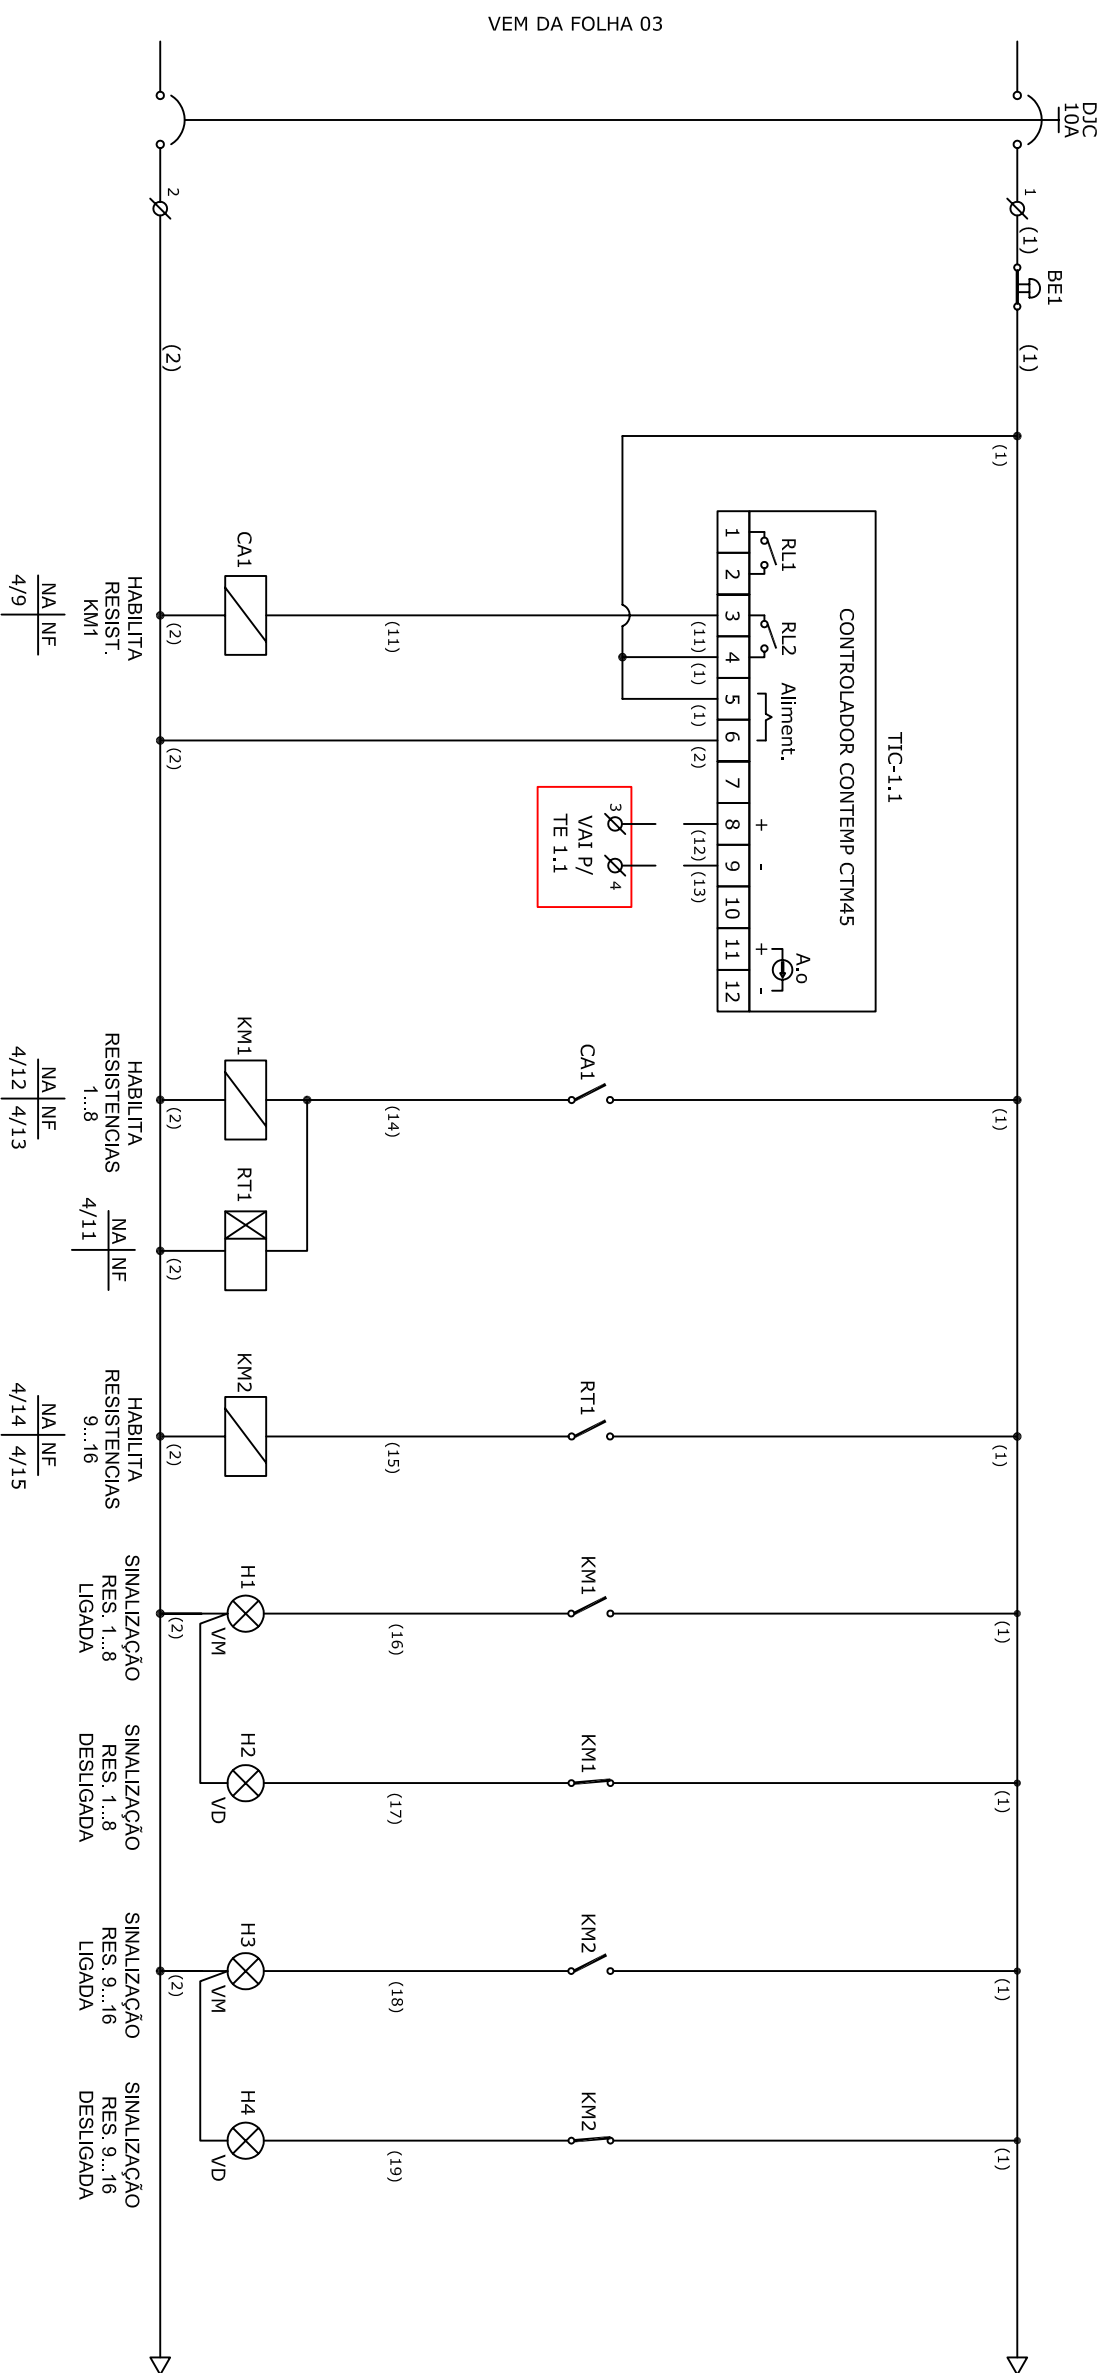 VEM DA FOLHA 03
DJC
10A
1
2
(1)
BE1
(1)
(2)
(1)
TIC-1.1
CONTROLADOR CONTEMP CTM45
RL1
RL2
Aliment.
+
-
A.o
+
-
1
2
3
4
5
6
7
8
9
10
11
12
(11)
(1)
(1)
(2)
(12)
(13)
3
4
VAI P/
TE 1.1
(11)
CA1
(2)
(2)
HABILITA
RESIST.
KM1
NA
NF
4/9
(1)
CA1
(14)
KM1
(2)
HABILITA
RESISTENCIAS
1...8
NA
NF
4/12
4/13
RT1
(2)
NA
NF
4/11
(1)
RT1
(15)
KM2
(2)
HABILITA
RESISTENCIAS
9...16
NA
NF
4/14
4/15
(1)
KM1
(16)
H1
VM
(2)
SINALIZAÇÃO
RES. 1...8
LIGADA
(1)
KM1
(17)
H2
VD
SINALIZAÇÃO
RES. 1...8
DESLIGADA
(1)
KM2
(18)
H3
VM
(2)
SINALIZAÇÃO
RES. 9...16
LIGADA
(1)
KM2
(19)
H4
VD
SINALIZAÇÃO
RES. 9...16
DESLIGADA